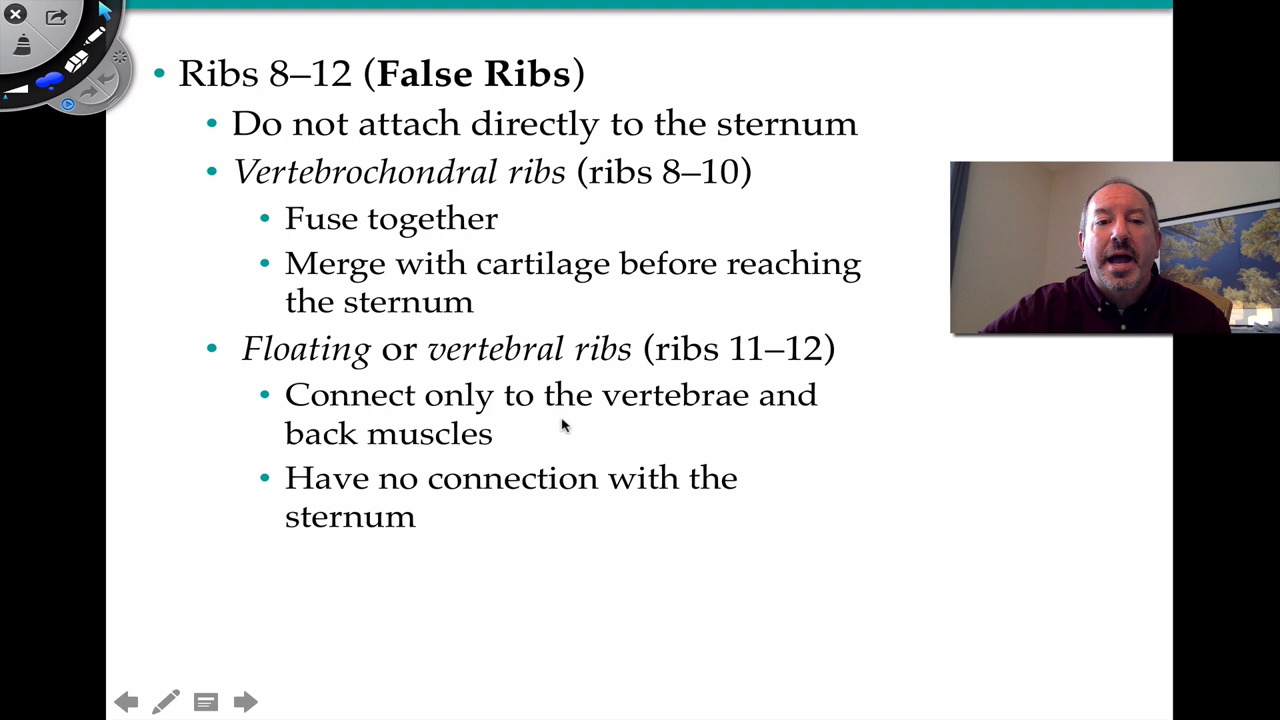 • Ribs 8–12 (False Ribs)
• Do not attach directly to the sternum
• Vertebrochondral ribs (ribs 8–10)
• Fuse together
• Merge with cartilage before reaching
the sternum
• Floating or vertebral ribs (ribs 11–12)
• Connect only to the vertebrae and
back muscles
• Have no connection with the
sternum